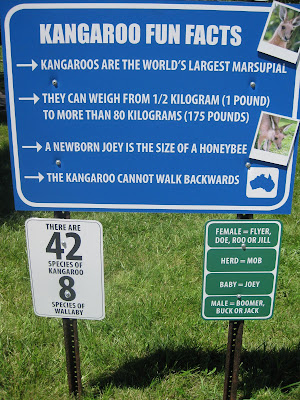 KANGAROO FUN FACTS
KANGAROOS ARE THE WORLD'S LARGEST MARSUPIAL
THEY CAN WEIGH FROM 1/2 KILOGRAM (1 POUND)
TO MORE THAN 80 KILOGRAMS (175 POUNDS)
A NEWBORN JOEY IS THE SIZE OF A HONEYBEE
THE KANGAROO CANNOT WALK BACKWARDS
THERE ARE
42
SPECIES OF
KANGAROO
8
SPECIES OF
WALLABY
FEMALE = FLYER,
DOE, ROO OR JILL
HERD = MOB
BABY = JOEY
MALE = BOOMER,
BUCK OR JACK